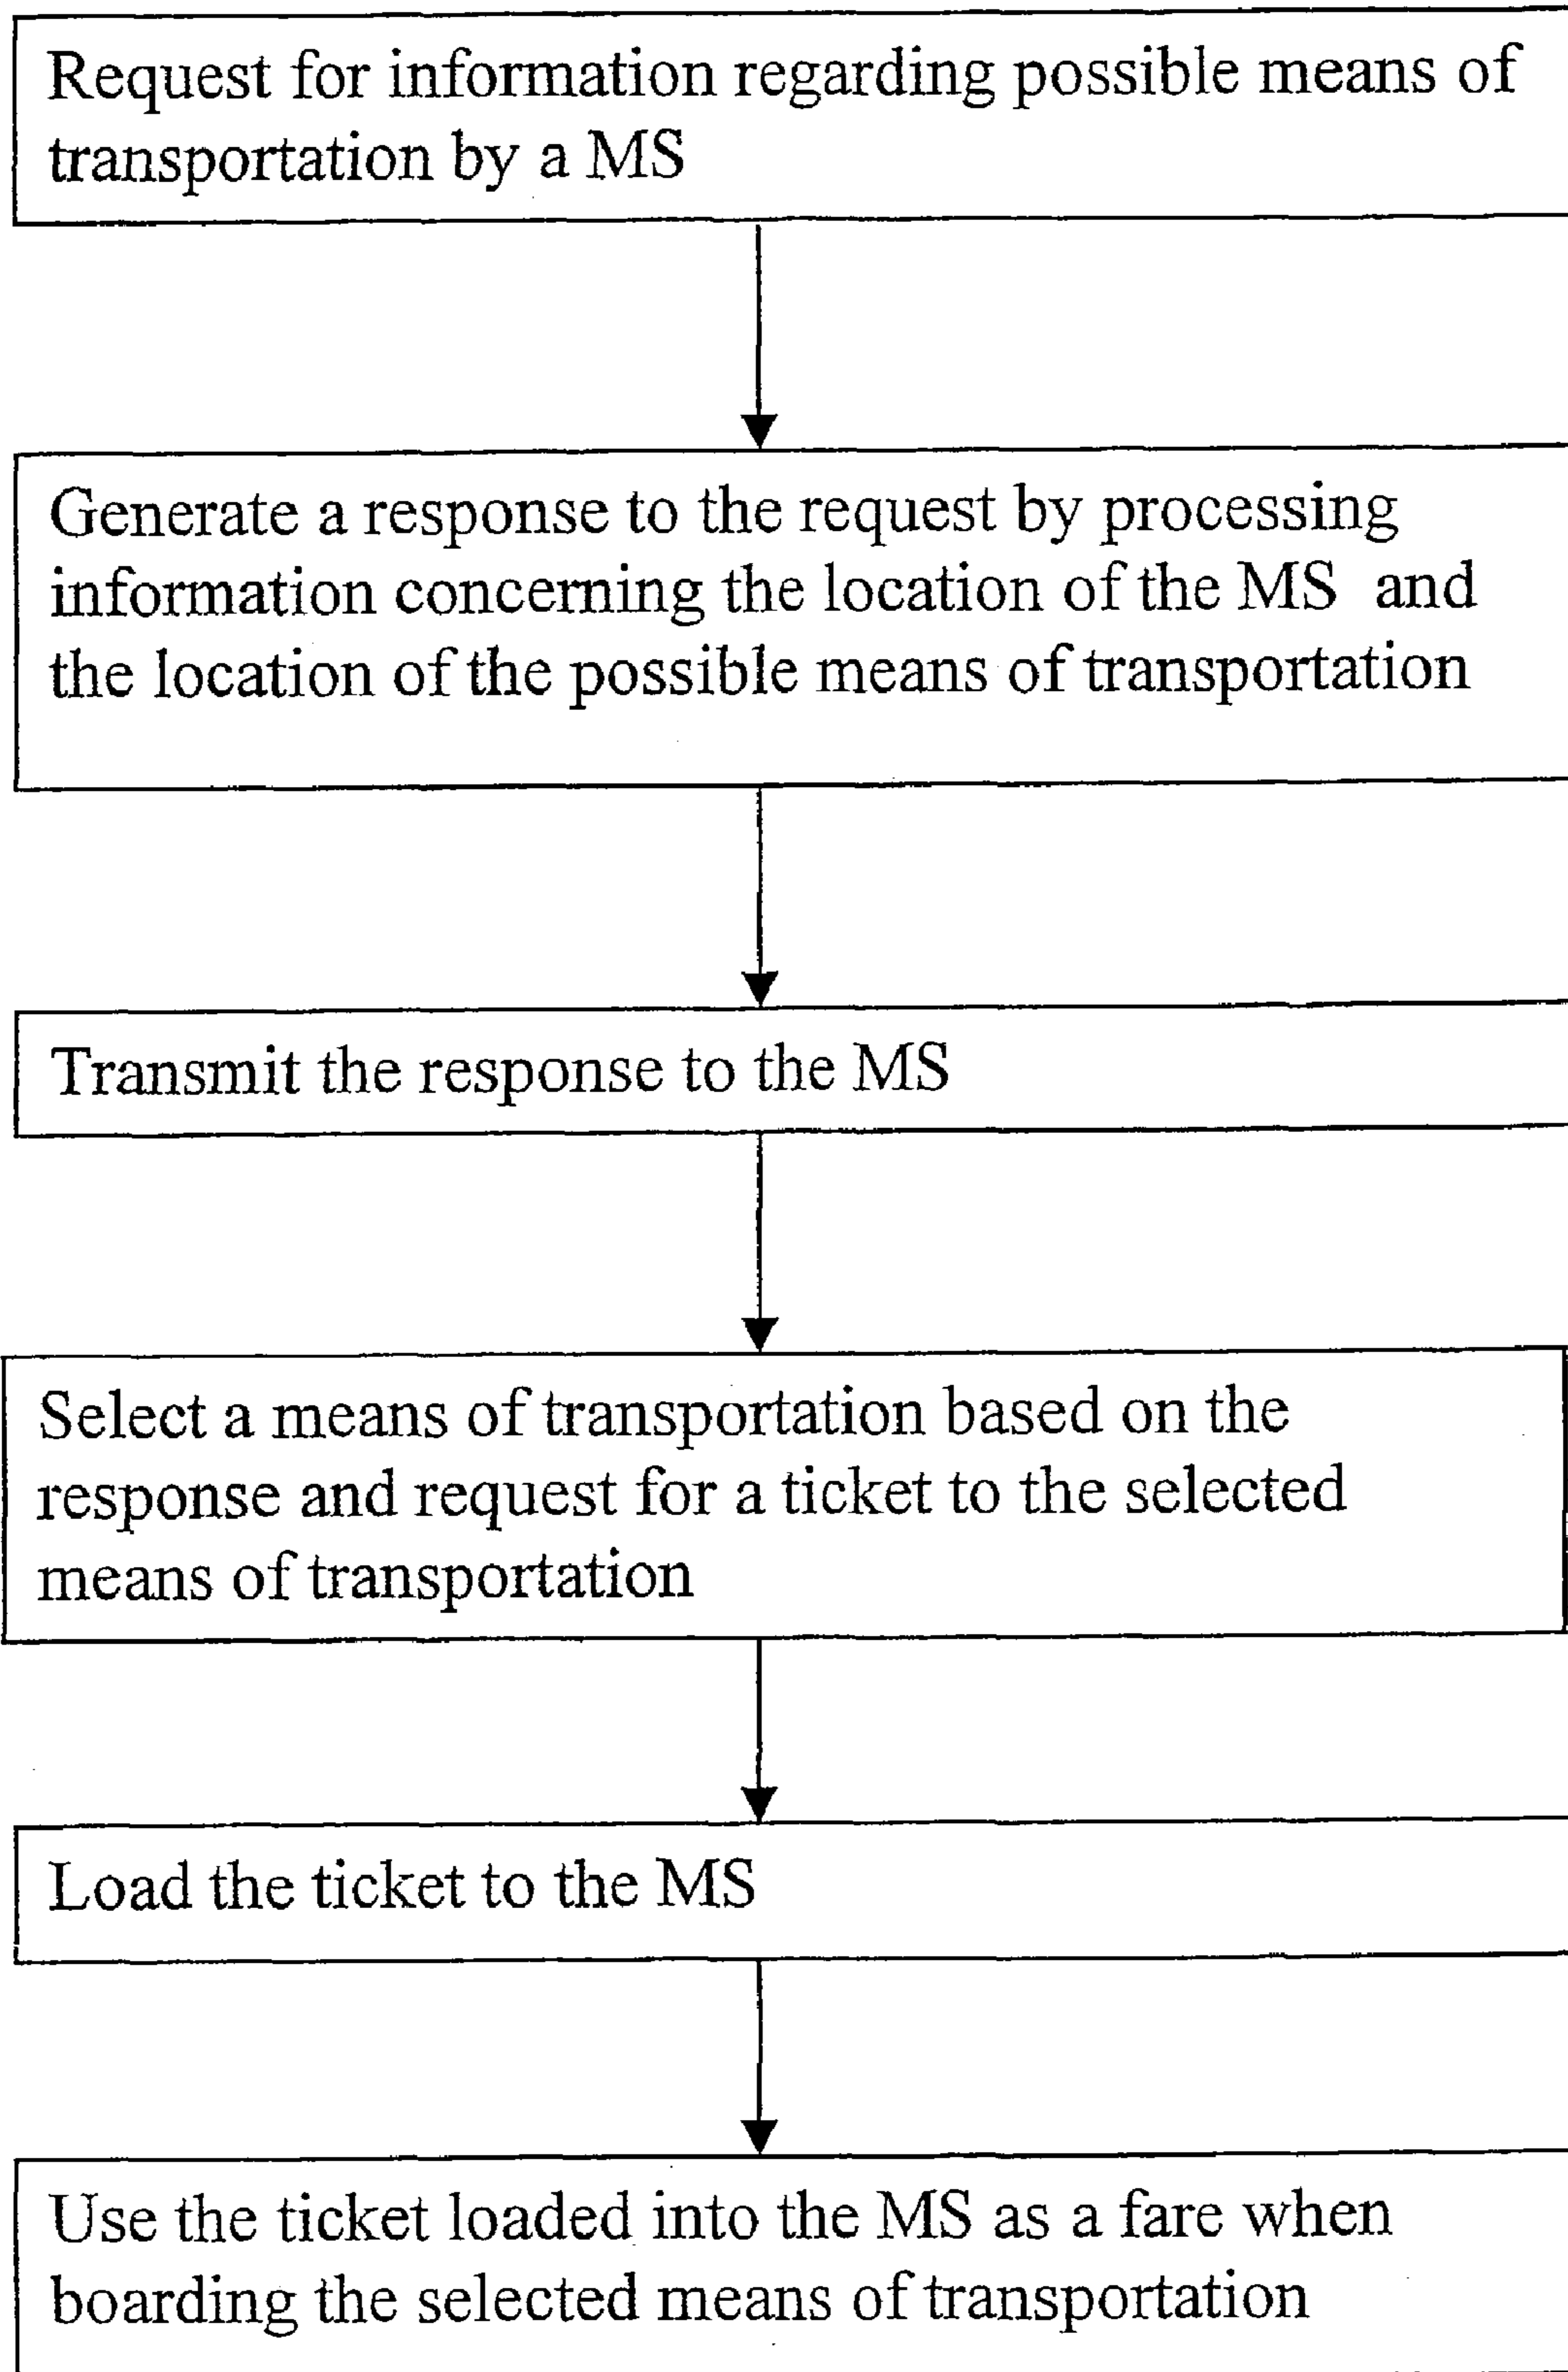 Request for information regarding possible means of
transportation by a MS
Generate a response to the request by processing
information concerning the location of the MS and
the location of the possible means of transportation
Transmit the response to the MS
Select a means of transportation based on the
response and request for a ticket to the selected
means of transportation
Load the ticket to the MS
Use the ticket loaded into the MS as a fare when
boarding the selected means of transportation